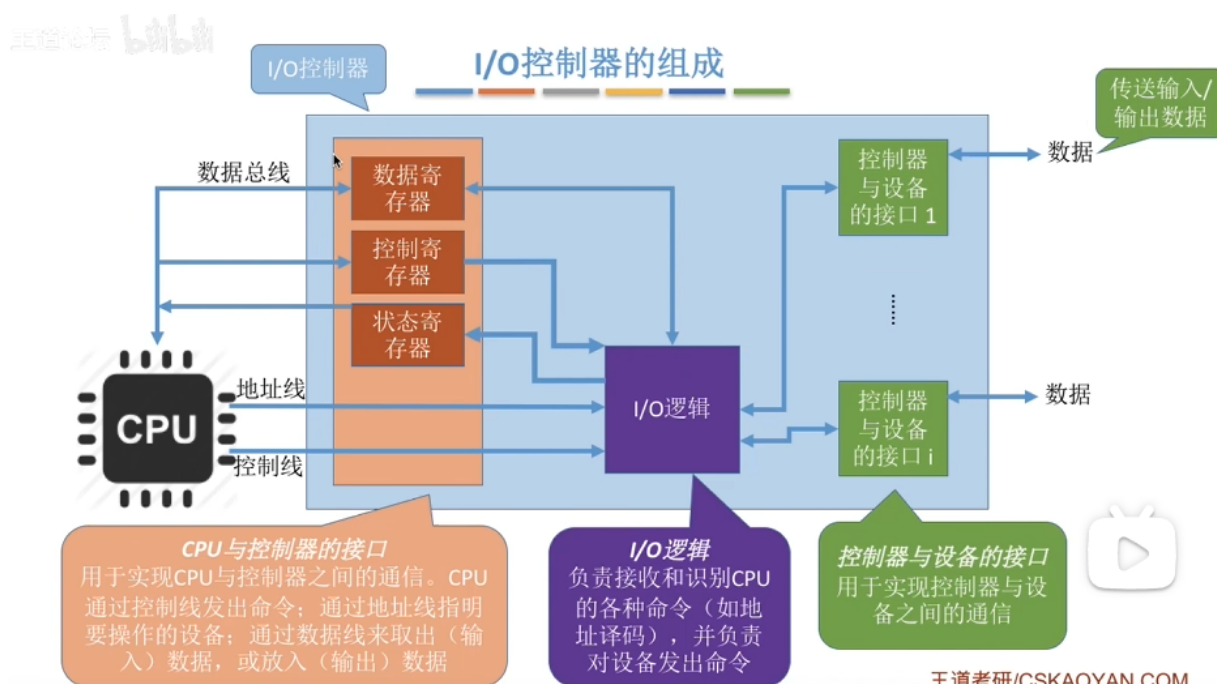 王道论坛 bilibili
I/O控制器的组成
I/O控制器
传送输入/
输出数据
数据总线
数据寄
存器
控制寄
存器
状态寄
存器
控制器
与设备
的接口 1
数据
CPU
地址线
控制线
I/O逻辑
控制器
与设备
的接口 i
数据
CPU与控制器的接口
用于实现CPU与控制器之间的通信。CPU
通过控制线发出命令；通过地址线指明
要操作的设备；通过数据线来取出（输
入）数据，或放入（输出）数据
I/O逻辑
负责接收和识别CPU
的各种命令（如地
址译码），并负责
对设备发出命令
控制器与设备的接口
用于实现控制器与设
备之间的通信
王道考研/CSKAOYAN.COM